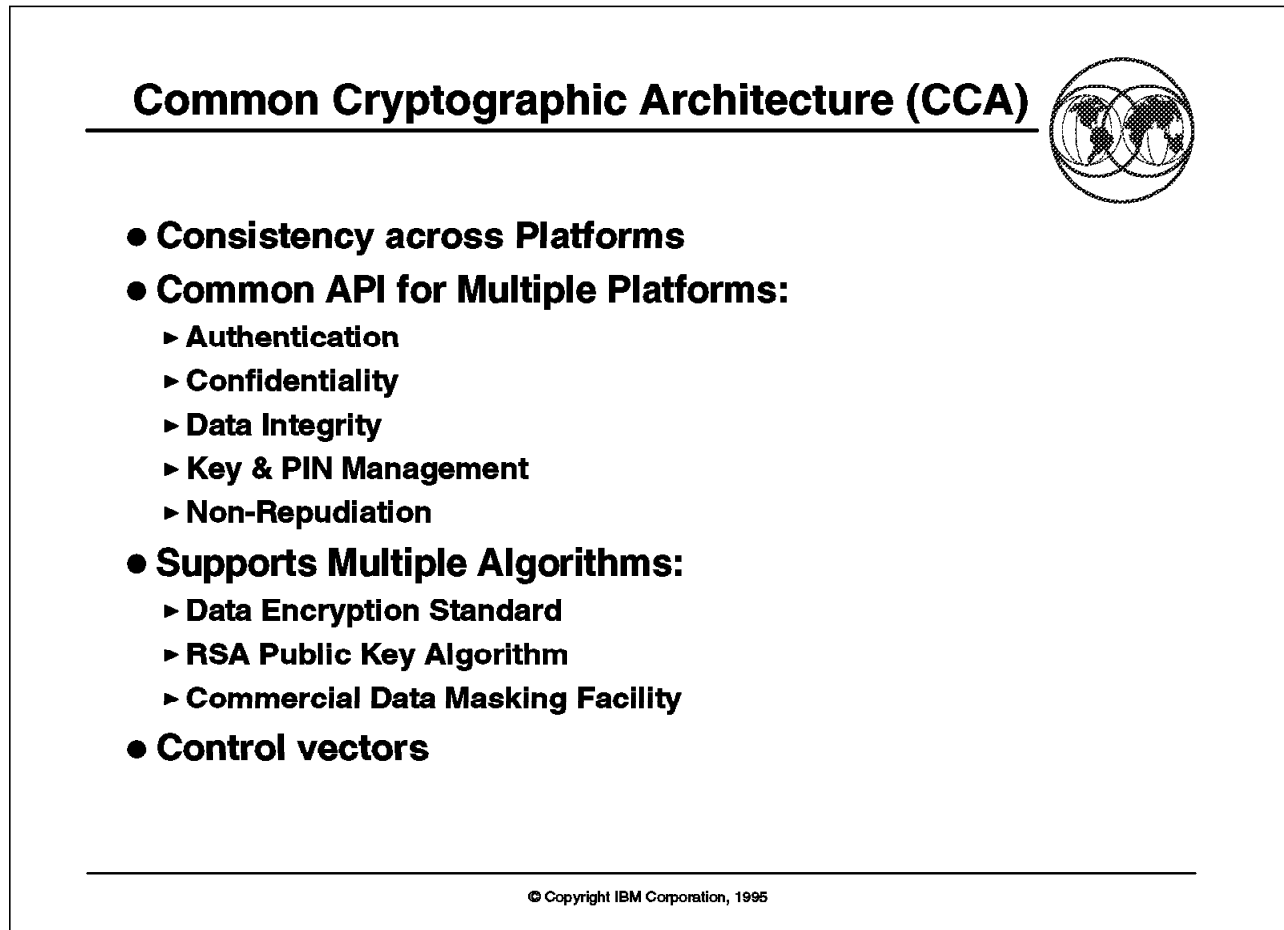 Common Cryptographic Architecture (CCA)
● Consistency across Platforms
● Common API for Multiple Platforms:
► Authentication
► Confidentiality
► Data Integrity
► Key & PIN Management
► Non-Repudiation
● Supports Multiple Algorithms:
► Data Encryption Standard
► RSA Public Key Algorithm
► Commercial Data Masking Facility
● Control vectors
© Copyright IBM Corporation, 1995